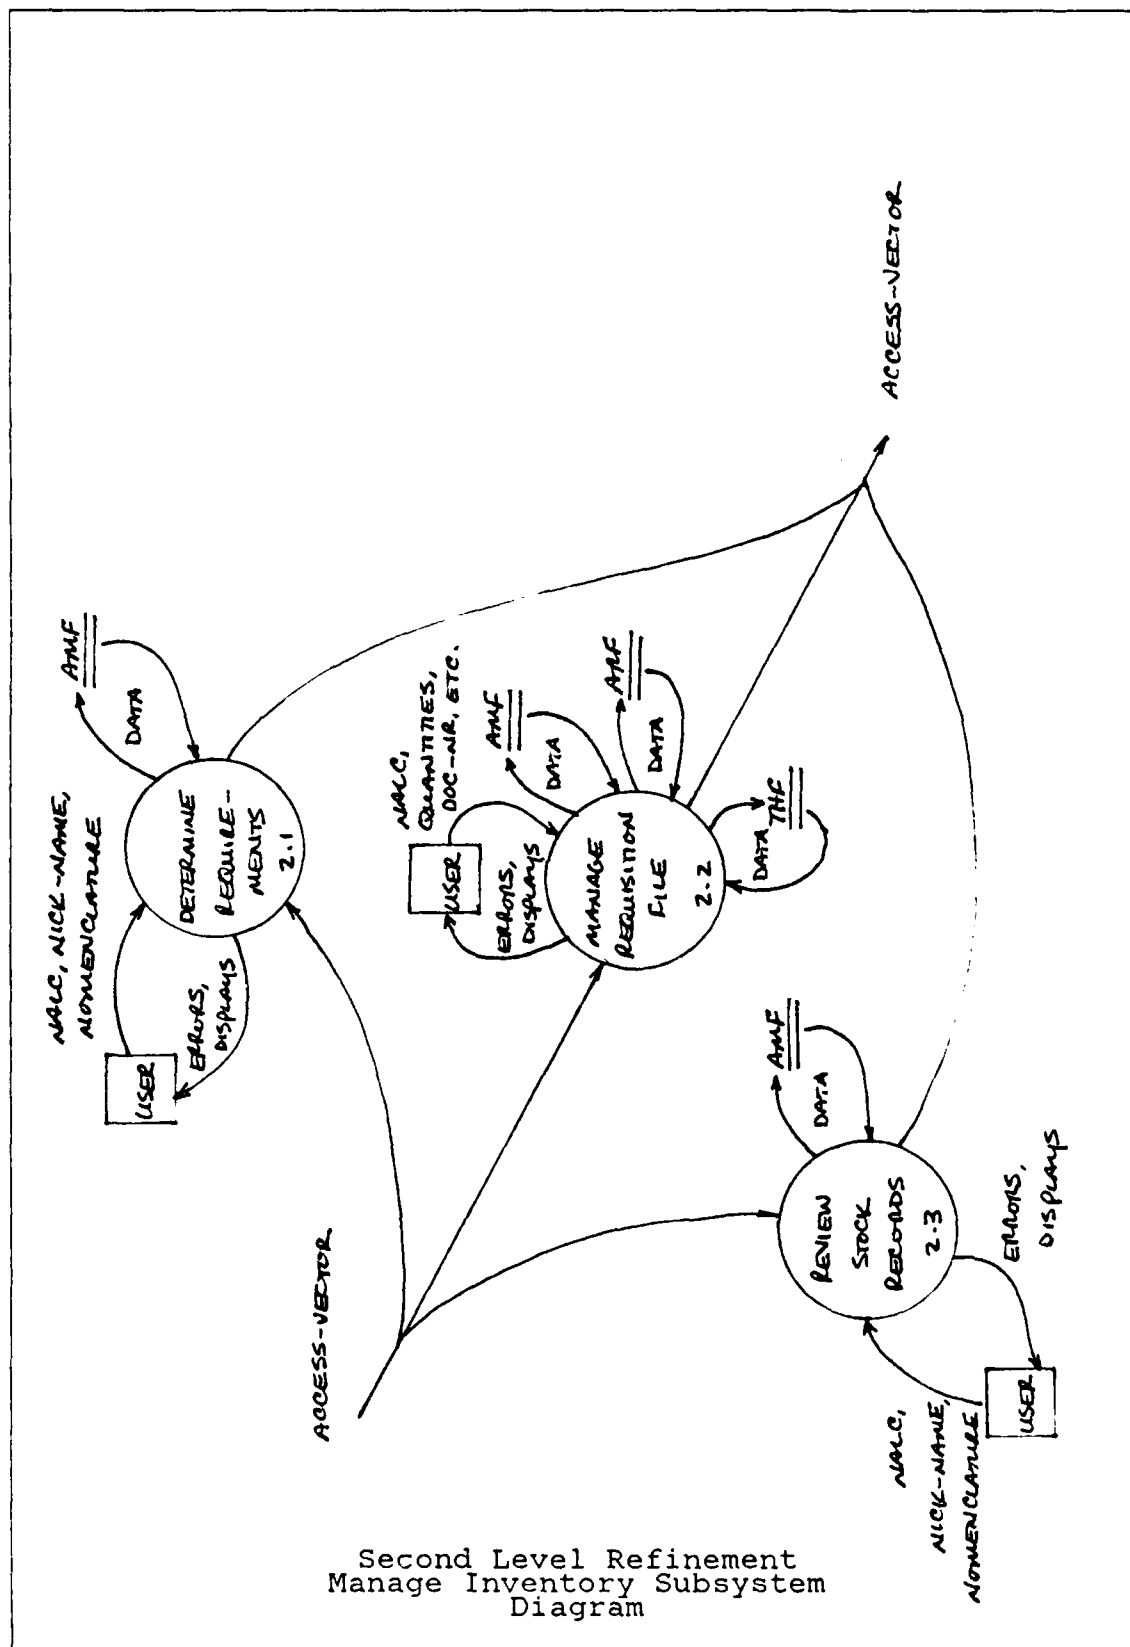 NALC, NICK-NAME,
NOMENCLATURE
USER
ERRORS,
DISPLAYS
DETERMINE
REQUIRE-
MENTS
2.1
DATA
AMF
ACCESS-VECTOR
NALC,
QUANTITIES,
DOC-NR, ETC.
USER
ERRORS,
DISPLAYS
MANAGE
REQUISITION
FILE
2.2
AMF
DATA
ARF
DATA
THF
DATA
ACCESS-VECTOR
REVIEW
STOCK
RECORDS
2.3
AMF
DATA
NALC,
NICK-NAME,
NOMENCLATURE
USER
ERRORS,
DISPLAYS
Second Level Refinement
Manage Inventory Subsystem
Diagram